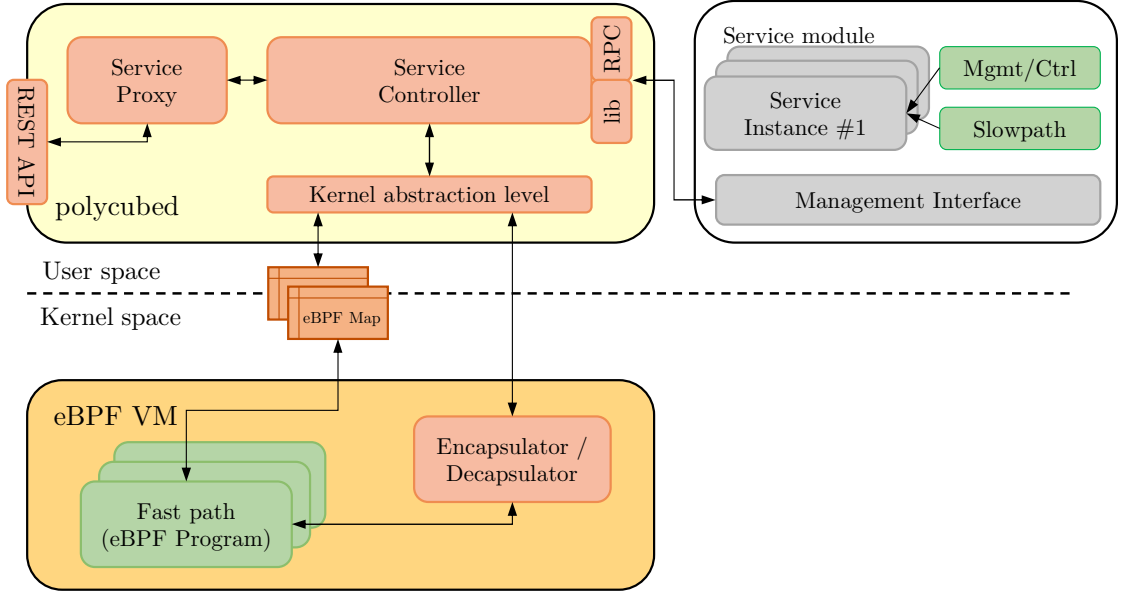 Service
Proxy
Service
Controller
RPC
lib
REST API
Kernel abstraction level
polycubed
Service module
Service
Instance #1
Mgmt/Ctrl
Slowpath
Management Interface
User space
Kernel space
eBPF Map
eBPF VM
Encapsulator /
Decapsulator
Fast path
(eBPF Program)